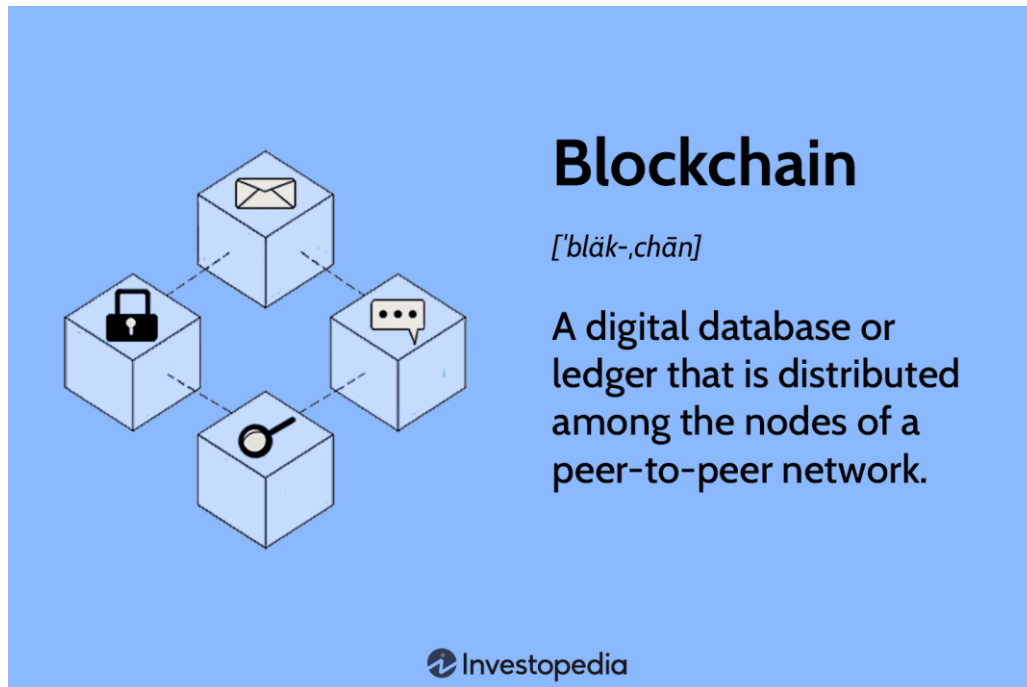 Blockchain
[ˈbläk-ˌchān]
A digital database or
ledger that is distributed
among the nodes of a
peer-to-peer network.
Investopedia